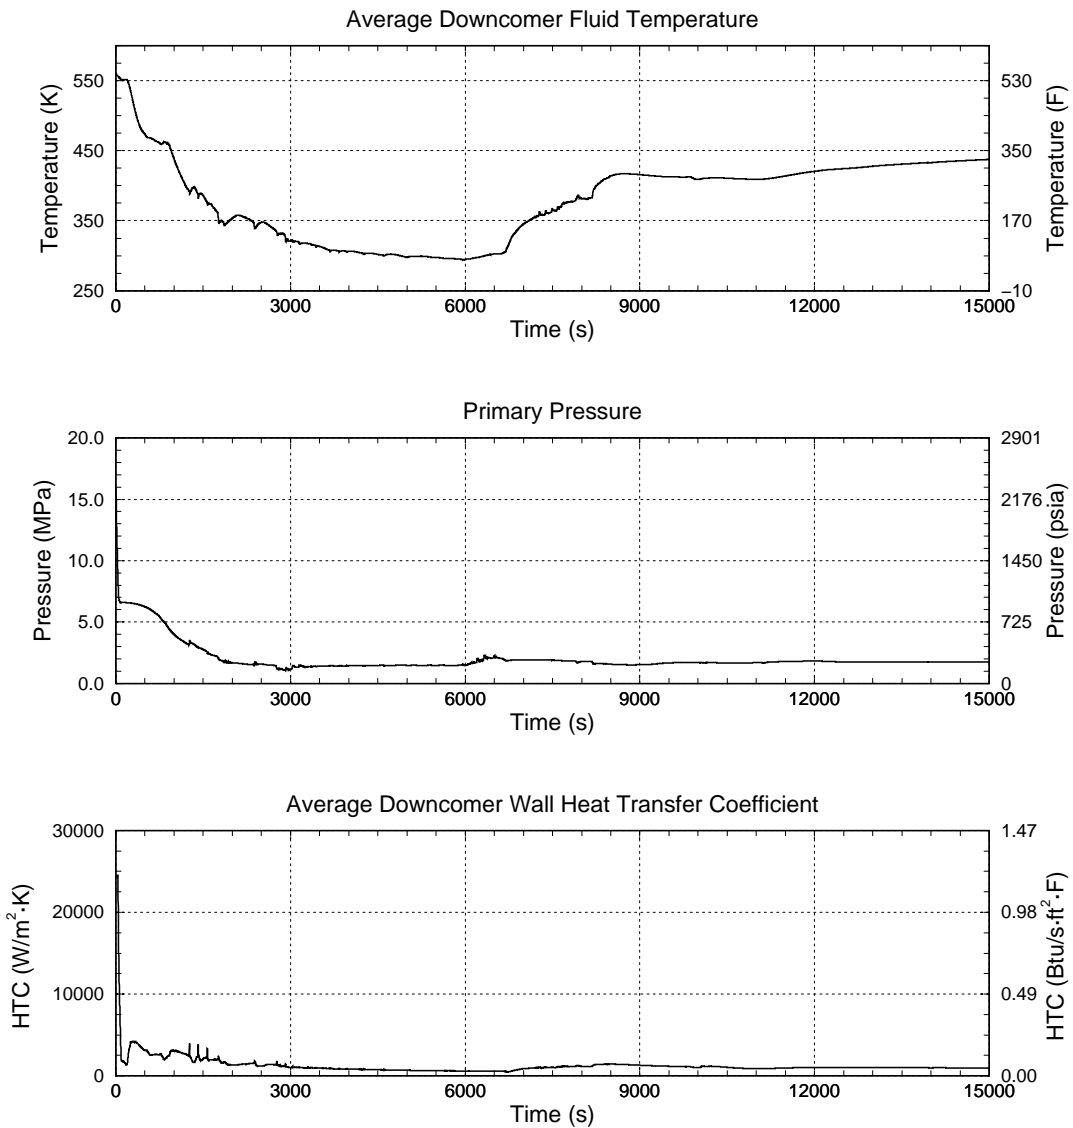 Average Downcomer Fluid Temperature
Temperature (K)
550
450
350
250
530
350
170
−10
Temperature (F)
0 3000 6000 9000 12000 15000
Time (s)
Primary Pressure
Pressure (MPa)
20.0
15.0
10.0
5.0
0.0
2901
2176
1450
725
0
Pressure (psia)
0 3000 6000 9000 12000 15000
Time (s)
Average Downcomer Wall Heat Transfer Coefficient
HTC (W/m²·K)
30000
20000
10000
0
1.47
0.98
0.49
0.00
HTC (Btu/s·ft²·F)
0 3000 6000 9000 12000 15000
Time (s)